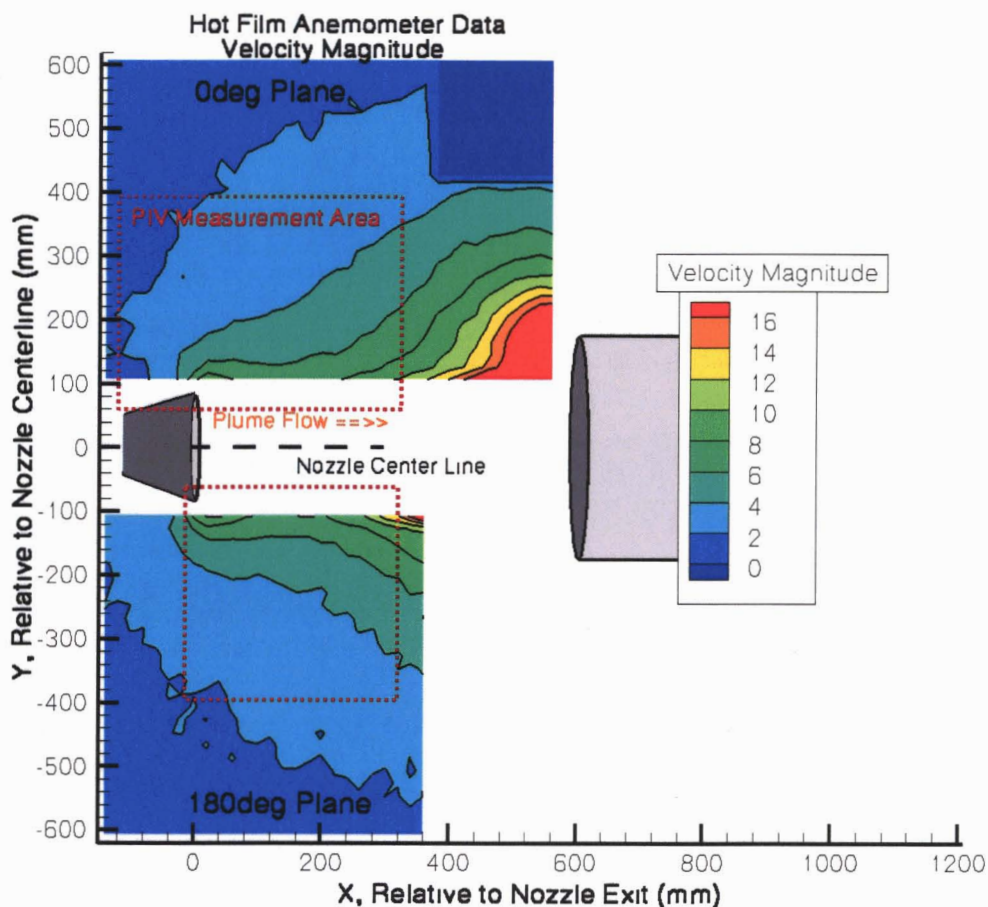 Hot Film Anemometer Data
Velocity Magnitude
600
0deg Plane
500
400
PIV Measurement Area
300
200
100
Plume Flow ==>>
0
Nozzle Center Line
-100
-200
-300
-400
-500
180deg Plane
-600
Y, Relative to Nozzle Centerline (mm)
0
200
400
600
800
1000
1200
X, Relative to Nozzle Exit (mm)
Velocity Magnitude
16
14
12
10
8
6
4
2
0